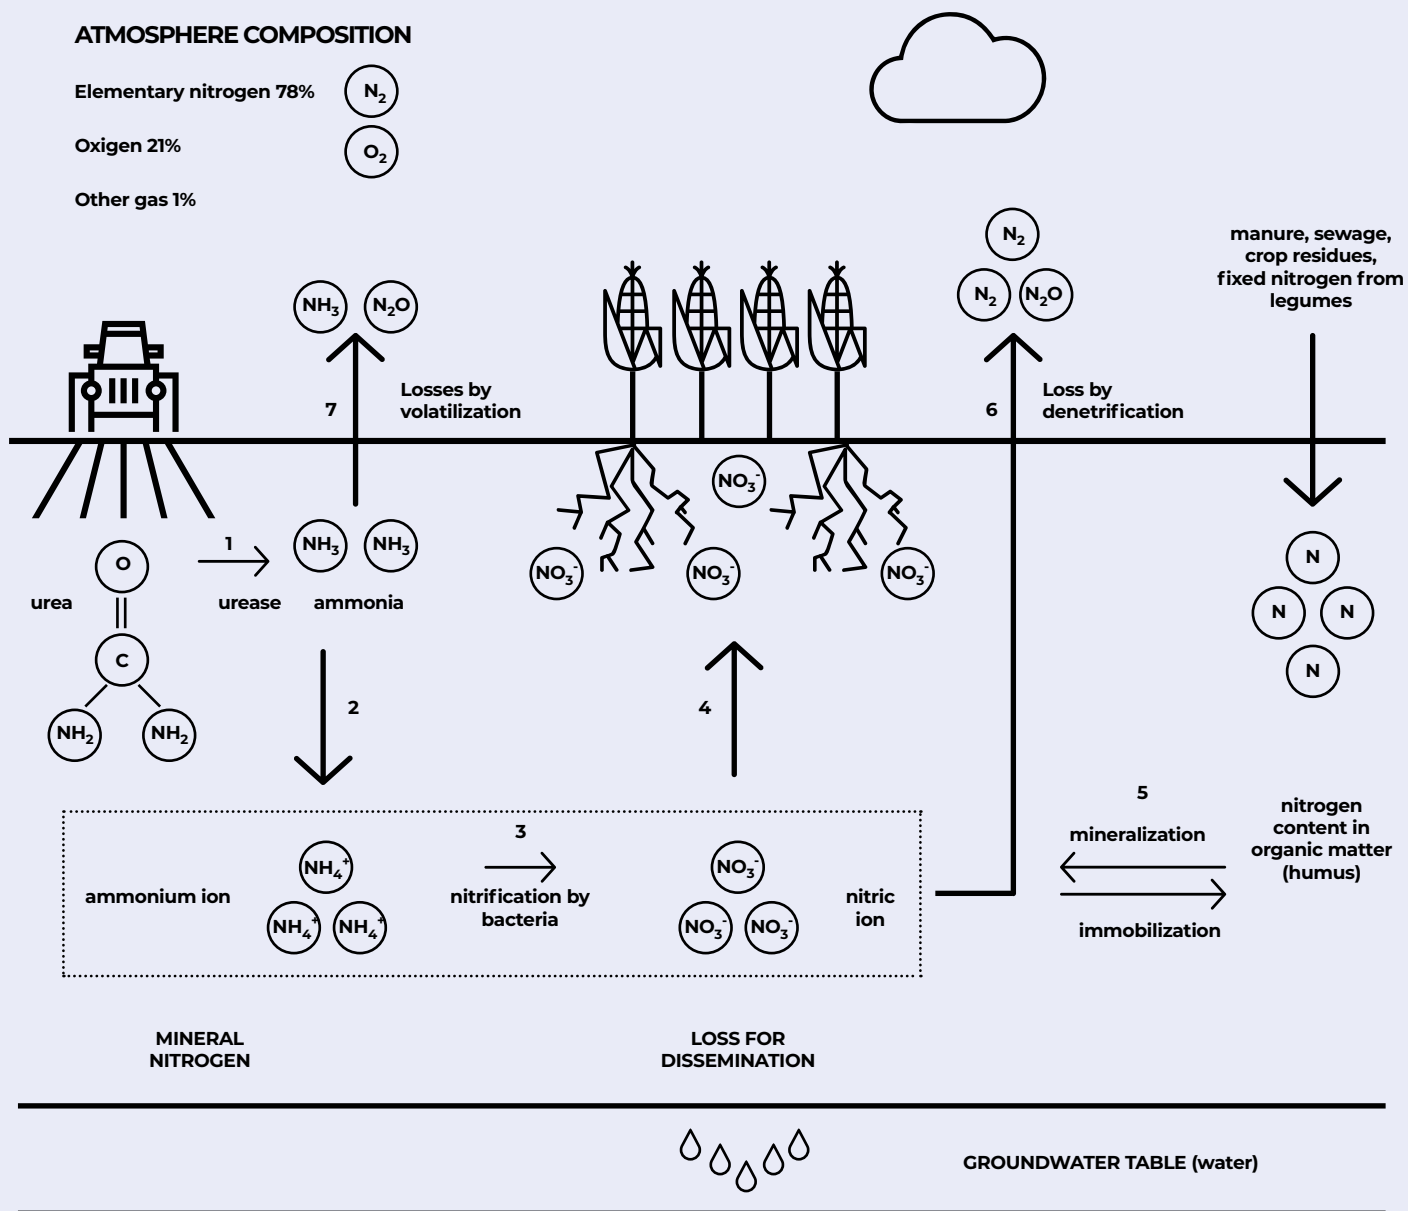 ATMOSPHERE COMPOSITION
Elementary nitrogen 78%
N₂
Oxigen 21%
O₂
Other gas 1%
N₂
N₂
N₂O
manure, sewage,
crop residues,
fixed nitrogen from
legumes
NH₃
N₂O
7
Losses by
volatilization
6
Loss by
denetrification
NO₃⁻
NO₃⁻
NO₃⁻
NO₃⁻
1
urease
NH₃
NH₃
ammonia
urea
O
C
NH₂
NH₂
N
N
N
N
2
4
5
mineralization
immobilization
nitrogen
content in
organic matter
(humus)
ammonium ion
NH₄⁺
NH₄⁺
NH₄⁺
3
nitrification by
bacteria
NO₃⁻
NO₃⁻
NO₃⁻
nitric
ion
MINERAL
NITROGEN
LOSS FOR
DISSEMINATION
GROUNDWATER TABLE (water)